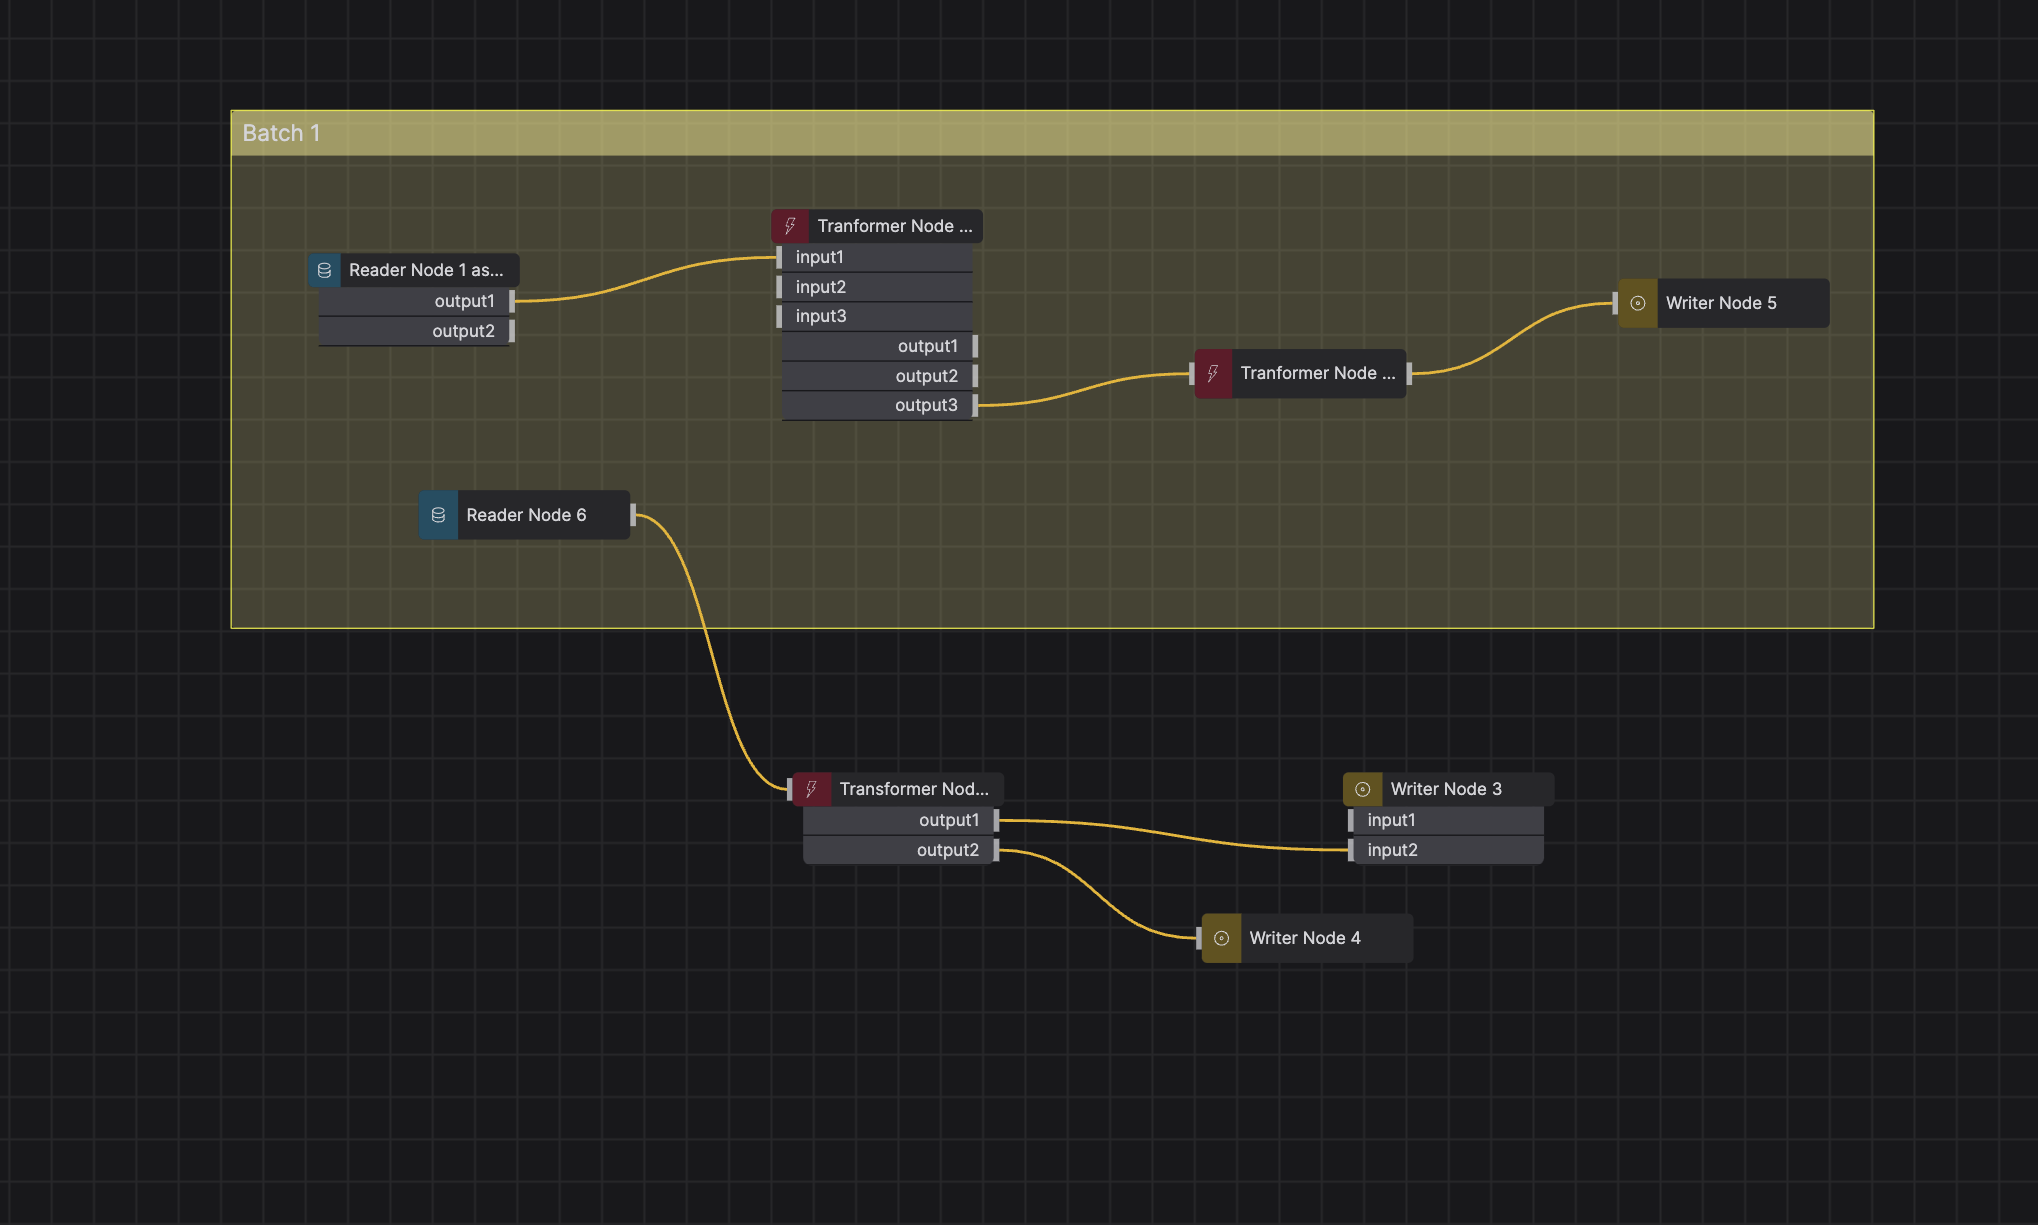 Batch 1
Reader Node 1 as...
output1
output2
Tranformer Node ...
input1
input2
input3
output1
output2
output3
Tranformer Node ...
Writer Node 5
Reader Node 6
Transformer Nod...
output1
output2
Writer Node 3
input1
input2
Writer Node 4